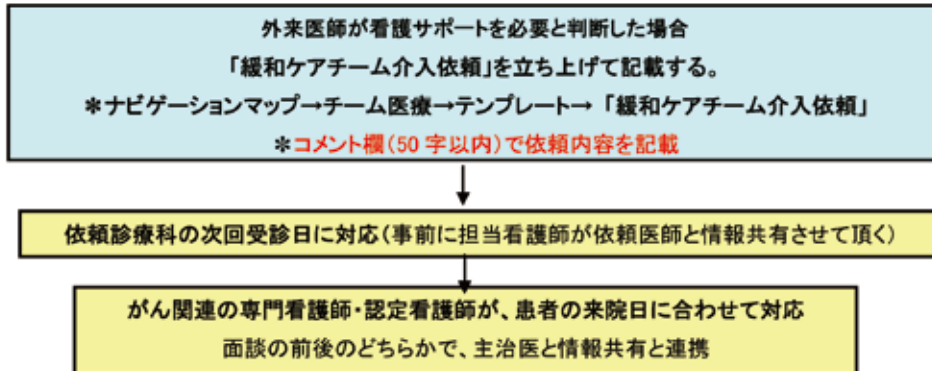 外来医師が看護サポートを必要と判断した場合
「緩和ケアチーム介入依頼」を立ち上げて記載する。
＊ナビゲーションマップ→チーム医療→テンプレート→ 「緩和ケアチーム介入依頼」
＊コメント欄（50 字以内）で依頼内容を記載
依頼診療科の次回受診日に対応（事前に担当看護師が依頼医師と情報共有させて頂く）
がん関連の専門看護師・認定看護師が、患者の来院日に合わせて対応
面談の前後のどちらかで、主治医と情報共有と連携